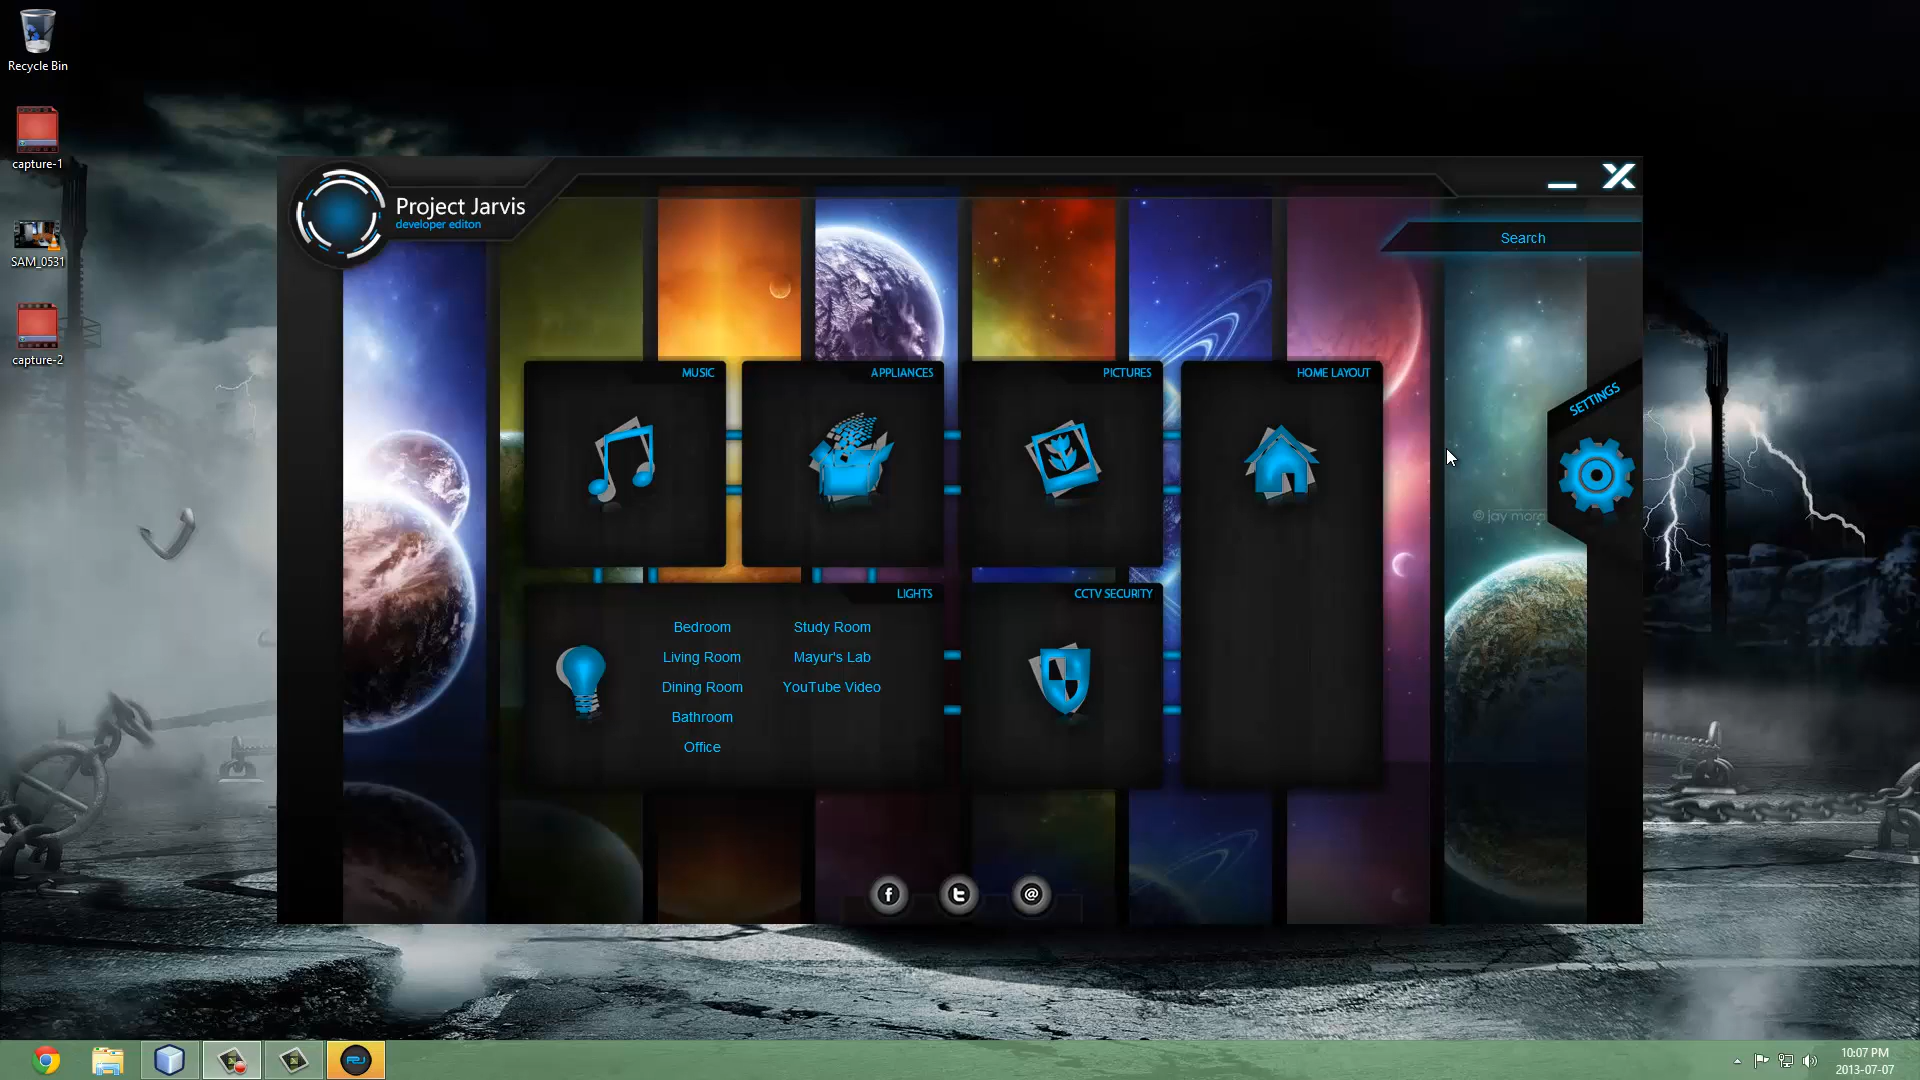 Recycle Bin
capture-1
SAM_0531
capture-2
Project Jarvis
developer editon
Search
MUSIC
APPLIANCES
PICTURES
HOME LAYOUT
SETTINGS
LIGHTS
Bedroom
Living Room
Dining Room
Bathroom
Office
Study Room
Mayur's Lab
YouTube Video
CCTV SECURITY
© jay mora
10:07 PM
2013-07-07